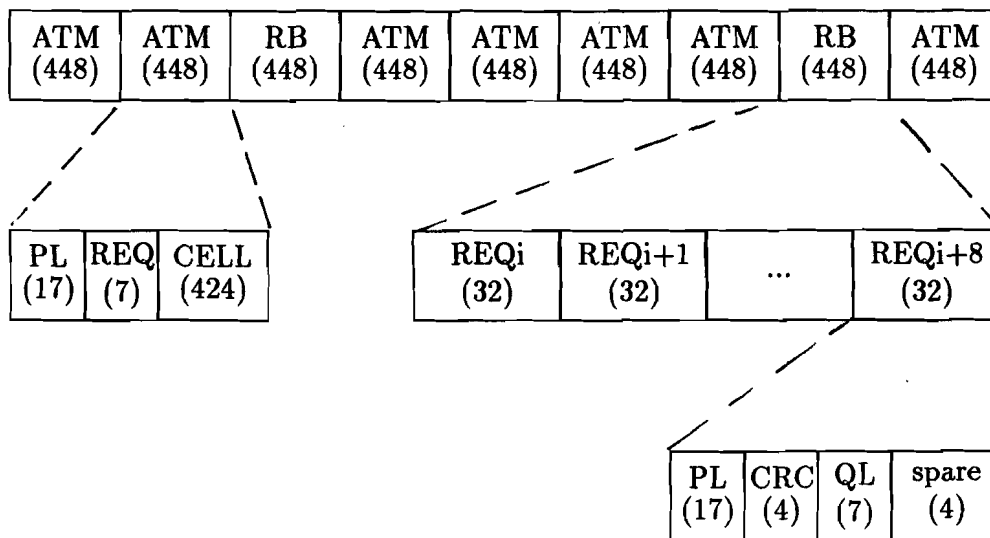 ATM ATM RB ATM ATM ATM ATM RB ATM
(448) (448) (448) (448) (448) (448) (448) (448) (448)
PL REQ CELL
(17) (7) (424)
REQi REQi+1 ... REQi+8
(32) (32) (32)
PL CRC QL spare
(17) (4) (7) (4)